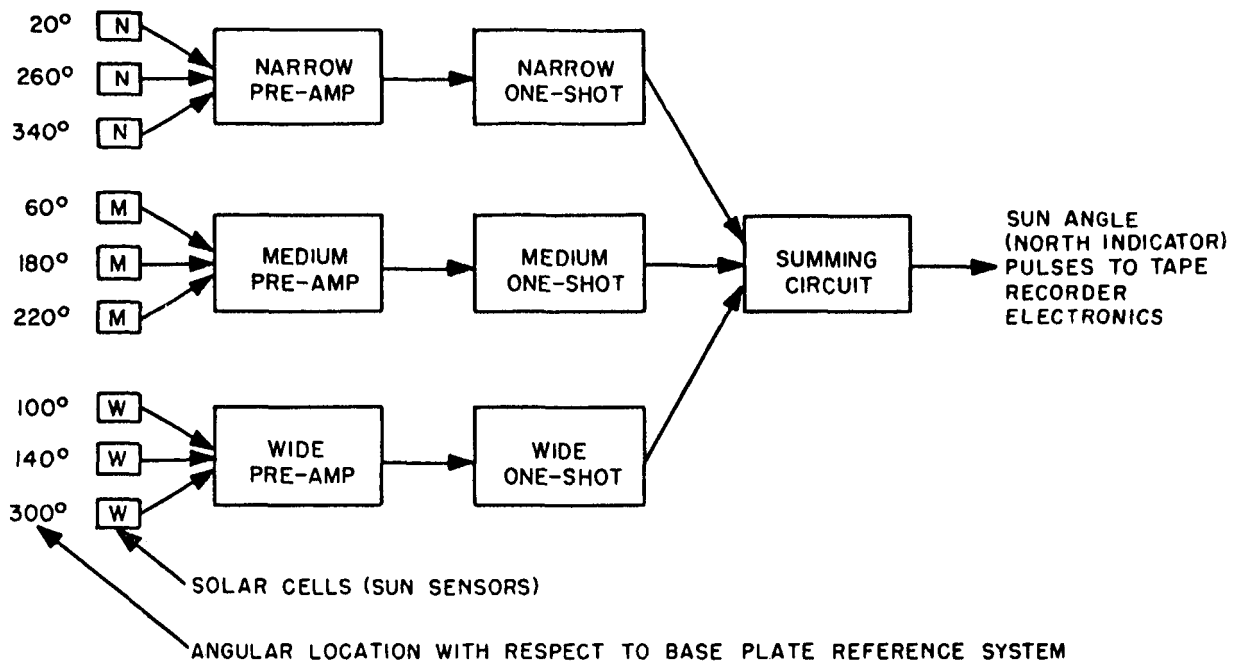 20° N
260° N
340° N
NARROW
PRE-AMP
NARROW
ONE-SHOT
60° M
180° M
220° M
MEDIUM
PRE-AMP
MEDIUM
ONE-SHOT
SUMMING
CIRCUIT
SUN ANGLE
(NORTH INDICATOR)
PULSES TO TAPE
RECORDER
ELECTRONICS
100° W
140° W
300° W
WIDE
PRE-AMP
WIDE
ONE-SHOT
SOLAR CELLS (SUN SENSORS)
ANGULAR LOCATION WITH RESPECT TO BASE PLATE REFERENCE SYSTEM